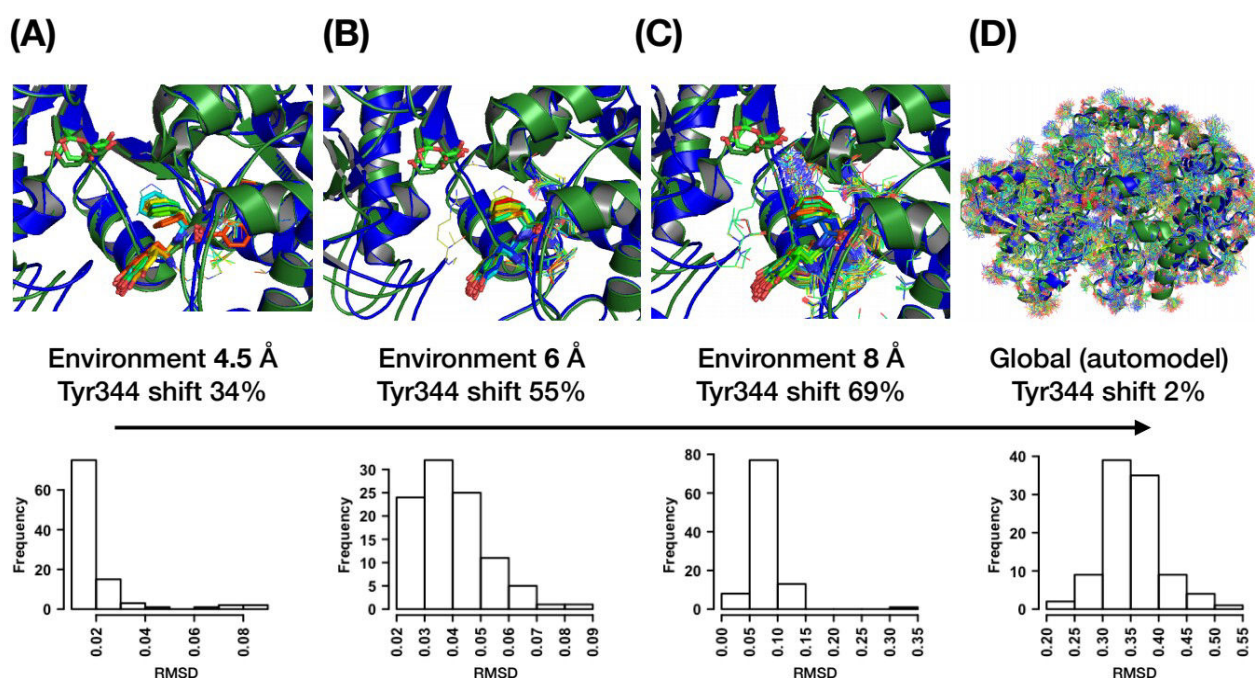 (A)
(B)
(C)
(D)
Environment 4.5 Å
Tyr344 shift 34%
Environment 6 Å
Tyr344 shift 55%
Environment 8 Å
Tyr344 shift 69%
Global (automodel)
Tyr344 shift 2%
Frequency
60
40
20
0
0.02
0.04
0.06
0.08
RMSD
Frequency
30
25
20
15
10
5
0
0.02
0.03
0.04
0.05
0.06
0.07
0.08
0.09
RMSD
Frequency
80
60
40
20
0
0.00
0.05
0.10
0.15
0.20
0.25
0.30
0.35
RMSD
Frequency
40
30
20
10
0
0.20
0.25
0.30
0.35
0.40
0.45
0.50
0.55
RMSD